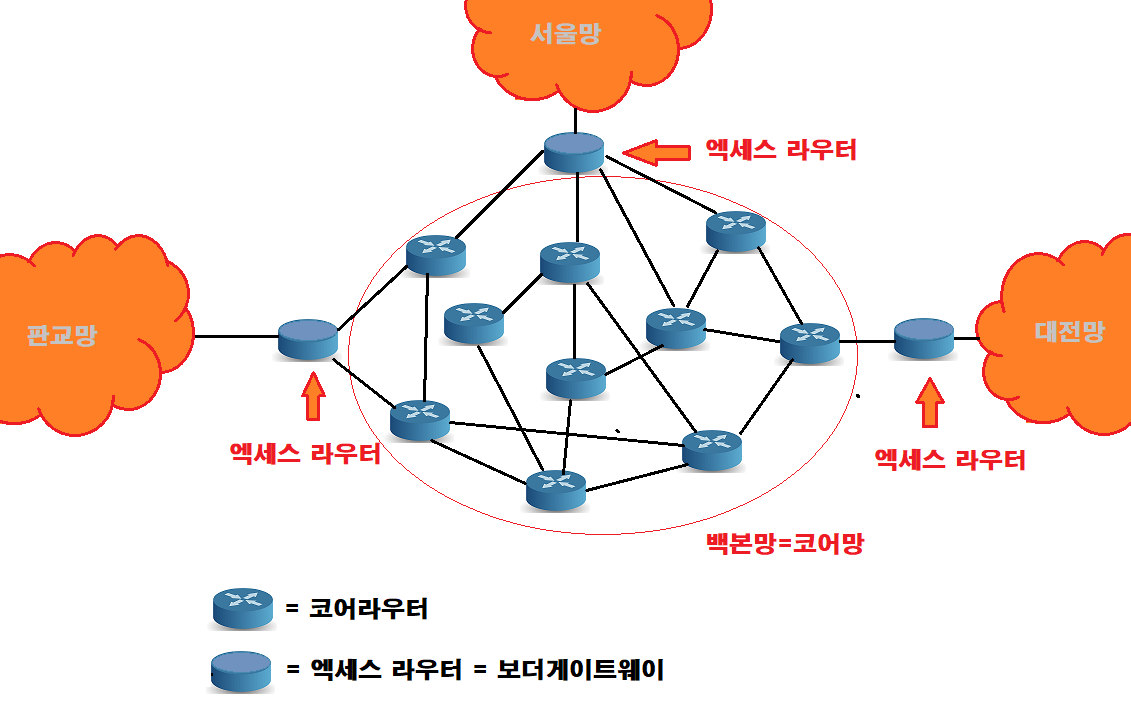 서울망
엑세스 라우터
판교망
대전망
엑세스 라우터
엑세스 라우터
백본망=코어망
= 코어라우터
= 엑세스 라우터 = 보더게이트웨이